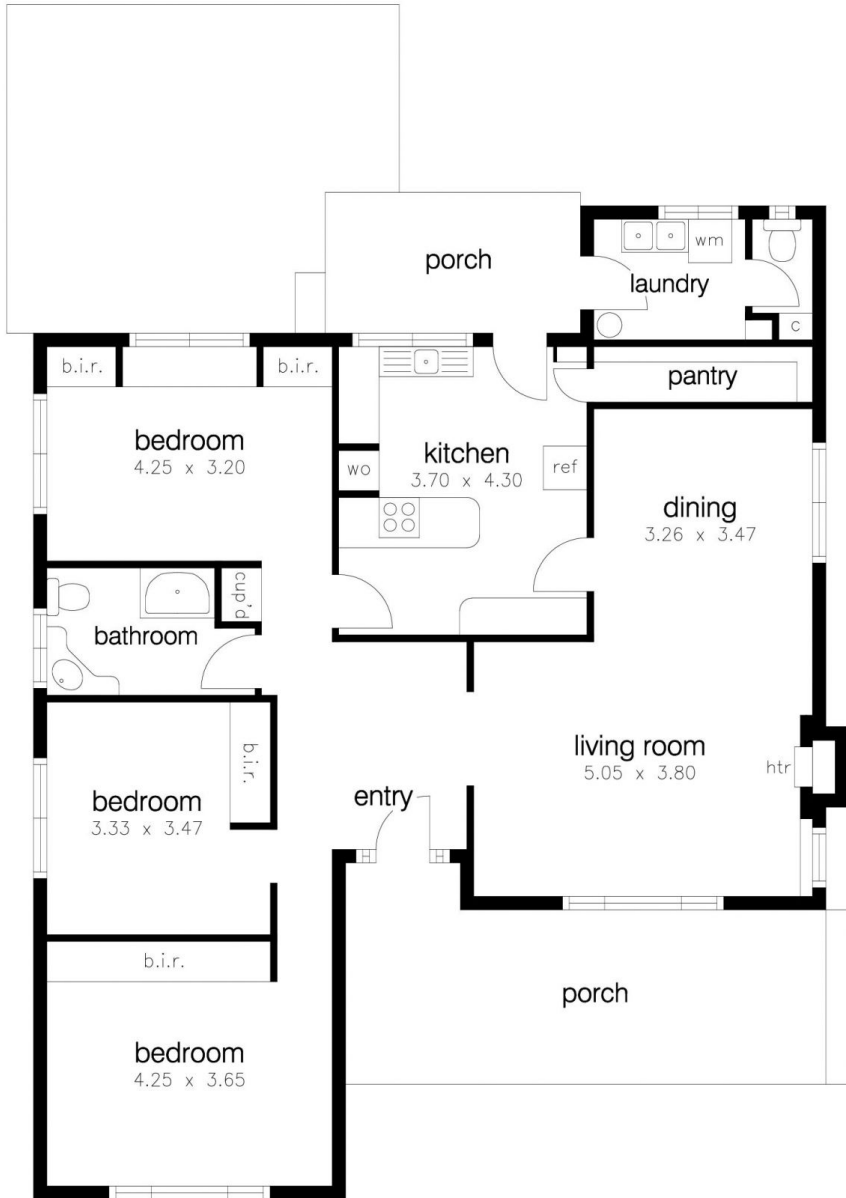 porch
wm
laundry
c
b.i.r.
b.i.r.
pantry
bedroom
4.25 x 3.20
wo
kitchen
3.70 x 4.30
ref
dining
3.26 x 3.47
cup'd
bathroom
b.i.r.
living room
5.05 x 3.80
htr
bedroom
3.33 x 3.47
entry
b.i.r.
porch
bedroom
4.25 x 3.65